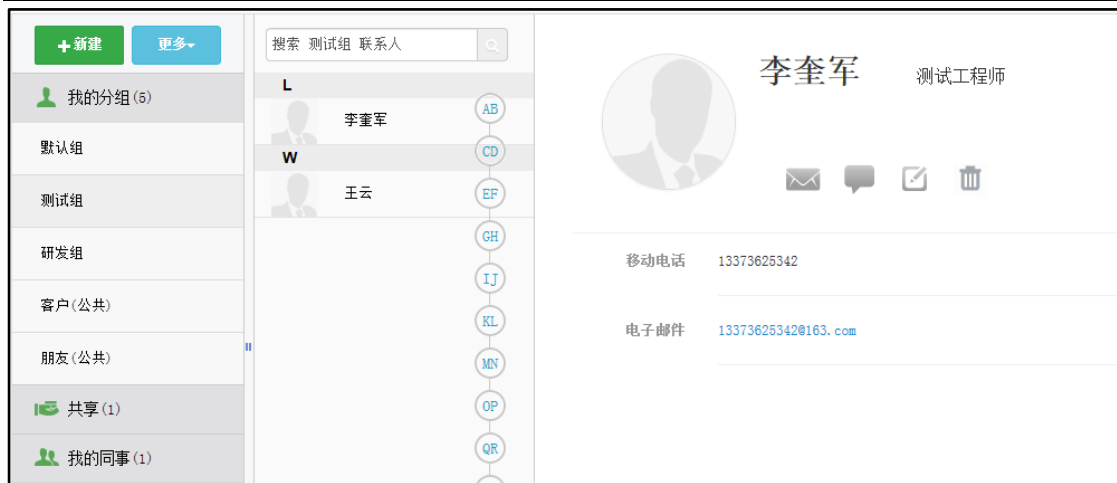 +新建 更多
我的分组(5)
默认组
测试组
研发组
客户(公共)
朋友(公共)
共享(1)
我的同事(1)
搜索 测试组 联系人
L
李奎军
W
王云
AB
CD
EF
GH
IJ
KL
MN
OP
QR
李奎军 测试工程师
移动电话 13373625342
电子邮件 13373625342@163.com